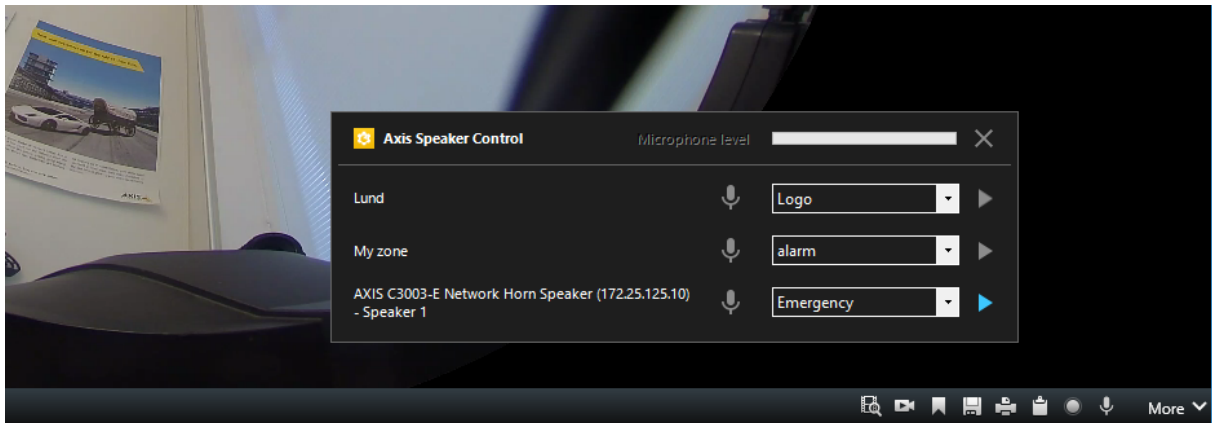 Axis Speaker Control
Microphone level
Lund
Logo
My zone
alarm
AXIS C3003-E Network Horn Speaker (172.25.125.10)
- Speaker 1
Emergency
More
AXIS